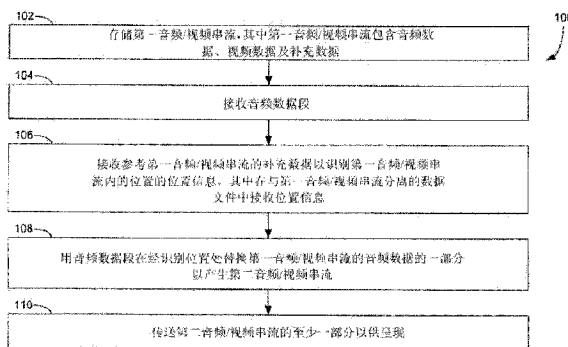 100
102
存储第一音频/视频串流,其中第一音频/视频串流包含音频数
据、视频数据及补充数据
104
接收音频数据段
106
接收参考第一音频/视频串流的补充数据以识别第一音频/视频串
流内的位置的位置信息，其中在与第一音频/视频串流分离的数据
文件中接收位置信息
108
用音频数据段在经识别位置处替换第一音频/视频串流的音频数据的一部分
以产生第二音频/视频串流
110
传送第二音频/视频串流的至少一部分以供呈现